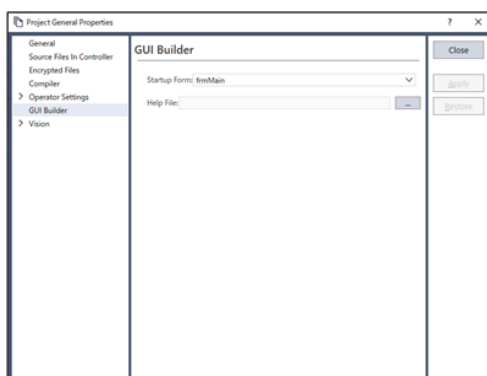 Project General Properties
?
General
Source Files In Controller
Encrypted Files
Compiler
Operator Settings
GUI Builder
Vision
GUI Builder
Startup Form: frmMain
Help File:
...
Close
Apply
Restore